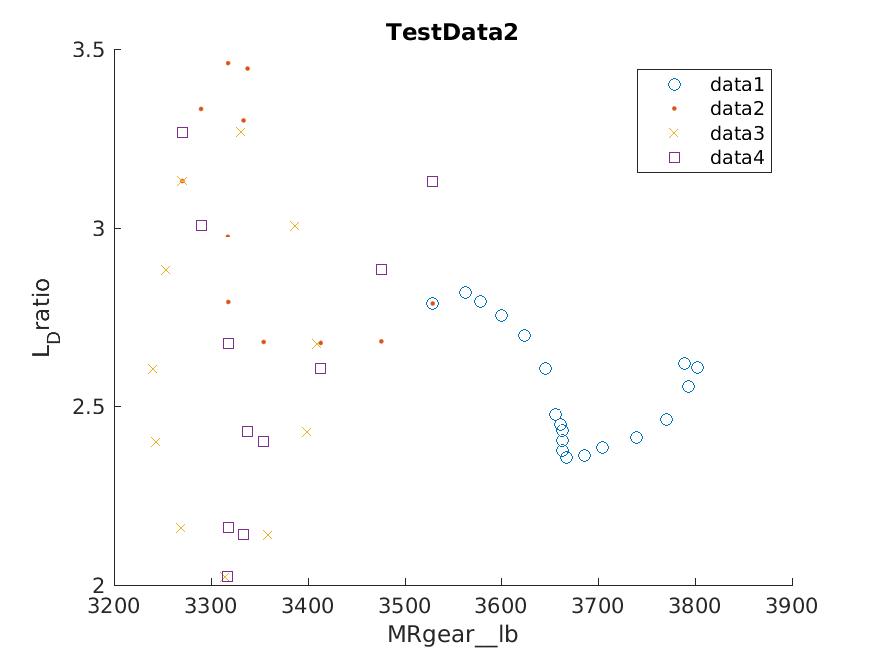 TestData2
3.5
data1
data2
data3
data4
3
L_Dratio
2.5
2
3200 3300 3400 3500 3600 3700 3800 3900
MRgear__lb